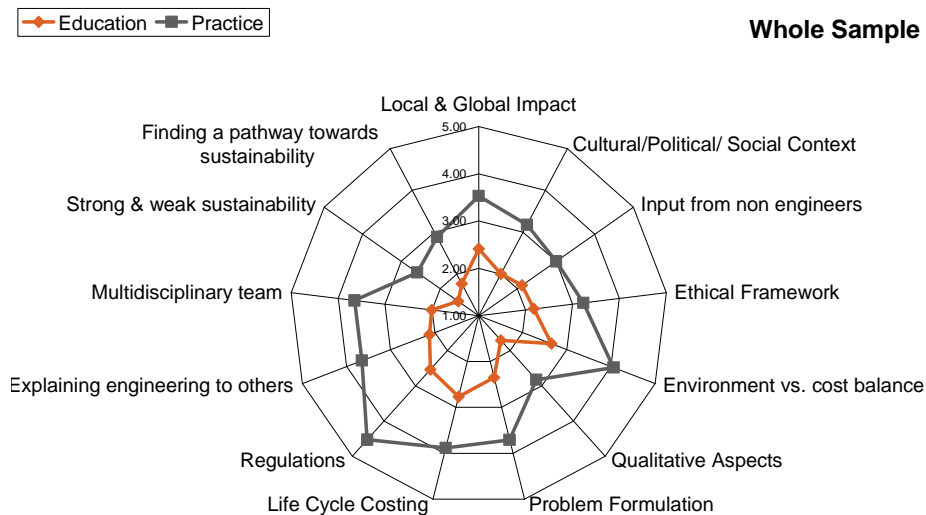 Education Practice
Whole Sample
Local & Global Impact
Finding a pathway towards
sustainability
Cultural/Political/ Social Context
Strong & weak sustainability
Input from non engineers
Multidisciplinary team
Ethical Framework
Explaining engineering to others
Environment vs. cost balance
Regulations
Qualitative Aspects
Life Cycle Costing
Problem Formulation
5.00
4.00
3.00
2.00
1.00